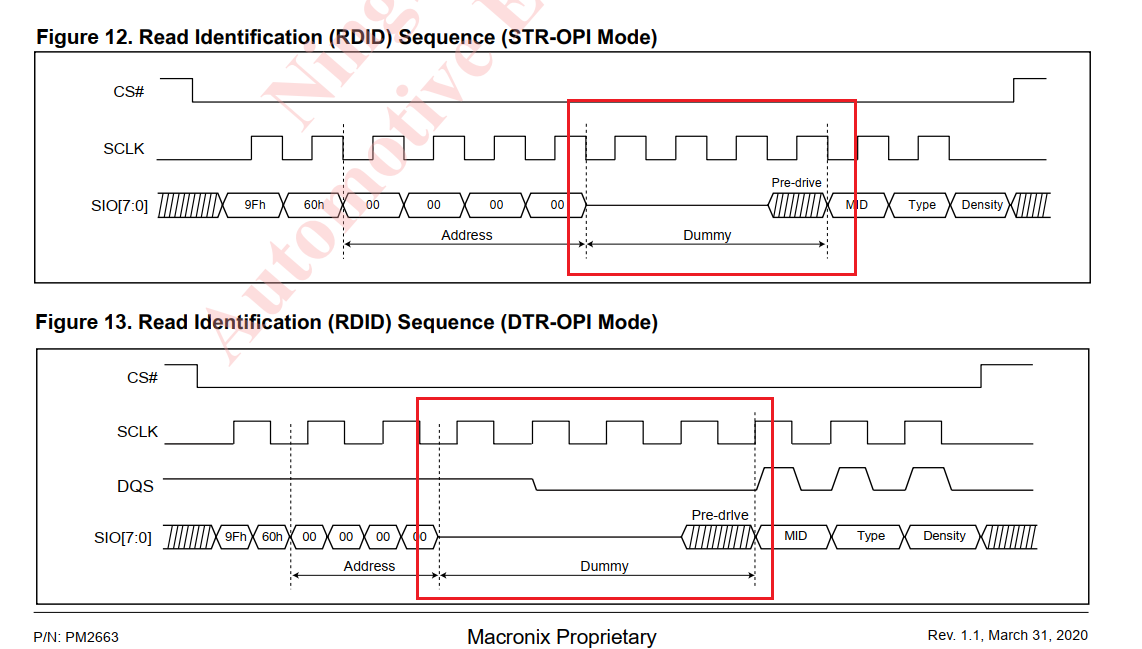 Figure 12. Read Identification (RDID) Sequence (STR-OPI Mode)
CS#
SCLK
Pre-drive
SIO[7:0] 9Fh 60h 00 00 00 00 MID Type Density
Address Dummy
Figure 13. Read Identification (RDID) Sequence (DTR-OPI Mode)
CS#
SCLK
DQS
Pre-drive
SIO[7:0] 9Fh 60h 00 00 00 00 MID Type Density
Address Dummy
P/N: PM2663 Macronix Proprietary Rev. 1.1, March 31, 2020
Automotive